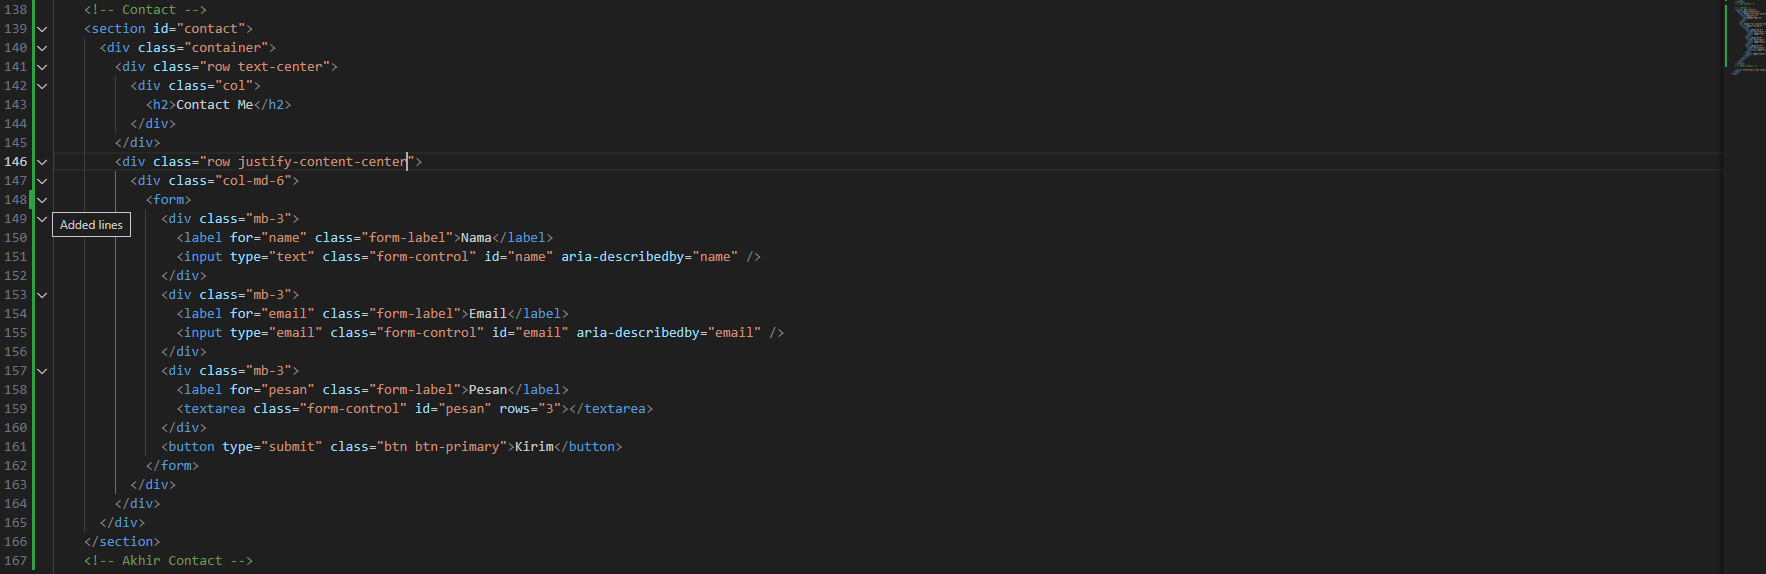 138 <!-- Contact -->
139 <section id="contact">
140 <div class="container">
141 <div class="row text-center">
142 <div class="col">
143 <h2>Contact Me</h2>
144 </div>
145 </div>
146 <div class="row justify-content-center">
147 <div class="col-md-6">
148 <form>
149 <div class="mb-3">
Added lines
150 <label for="name" class="form-label">Nama</label>
151 <input type="text" class="form-control" id="name" aria-describedby="name" />
152 </div>
153 <div class="mb-3">
154 <label for="email" class="form-label">Email</label>
155 <input type="email" class="form-control" id="email" aria-describedby="email" />
156 </div>
157 <div class="mb-3">
158 <label for="pesan" class="form-label">Pesan</label>
159 <textarea class="form-control" id="pesan" rows="3"></textarea>
160 </div>
161 <button type="submit" class="btn btn-primary">Kirim</button>
162 </form>
163 </div>
164 </div>
165 </div>
166 </section>
167 <!-- Akhir Contact -->